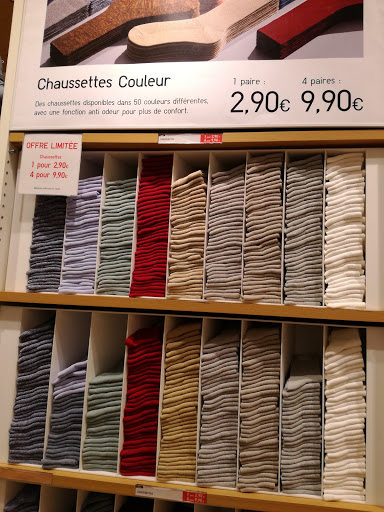 Chaussettes Couleur
1 paire :
4 paires :
2,90€
9,90€
Des chaussettes disponibles dans 50 couleurs différentes,
avec une fonction anti odeur pour plus de confort.
OFFRE LIMITÉE
Chaussettes
1 pour 2,90€
4 pour 9,90€